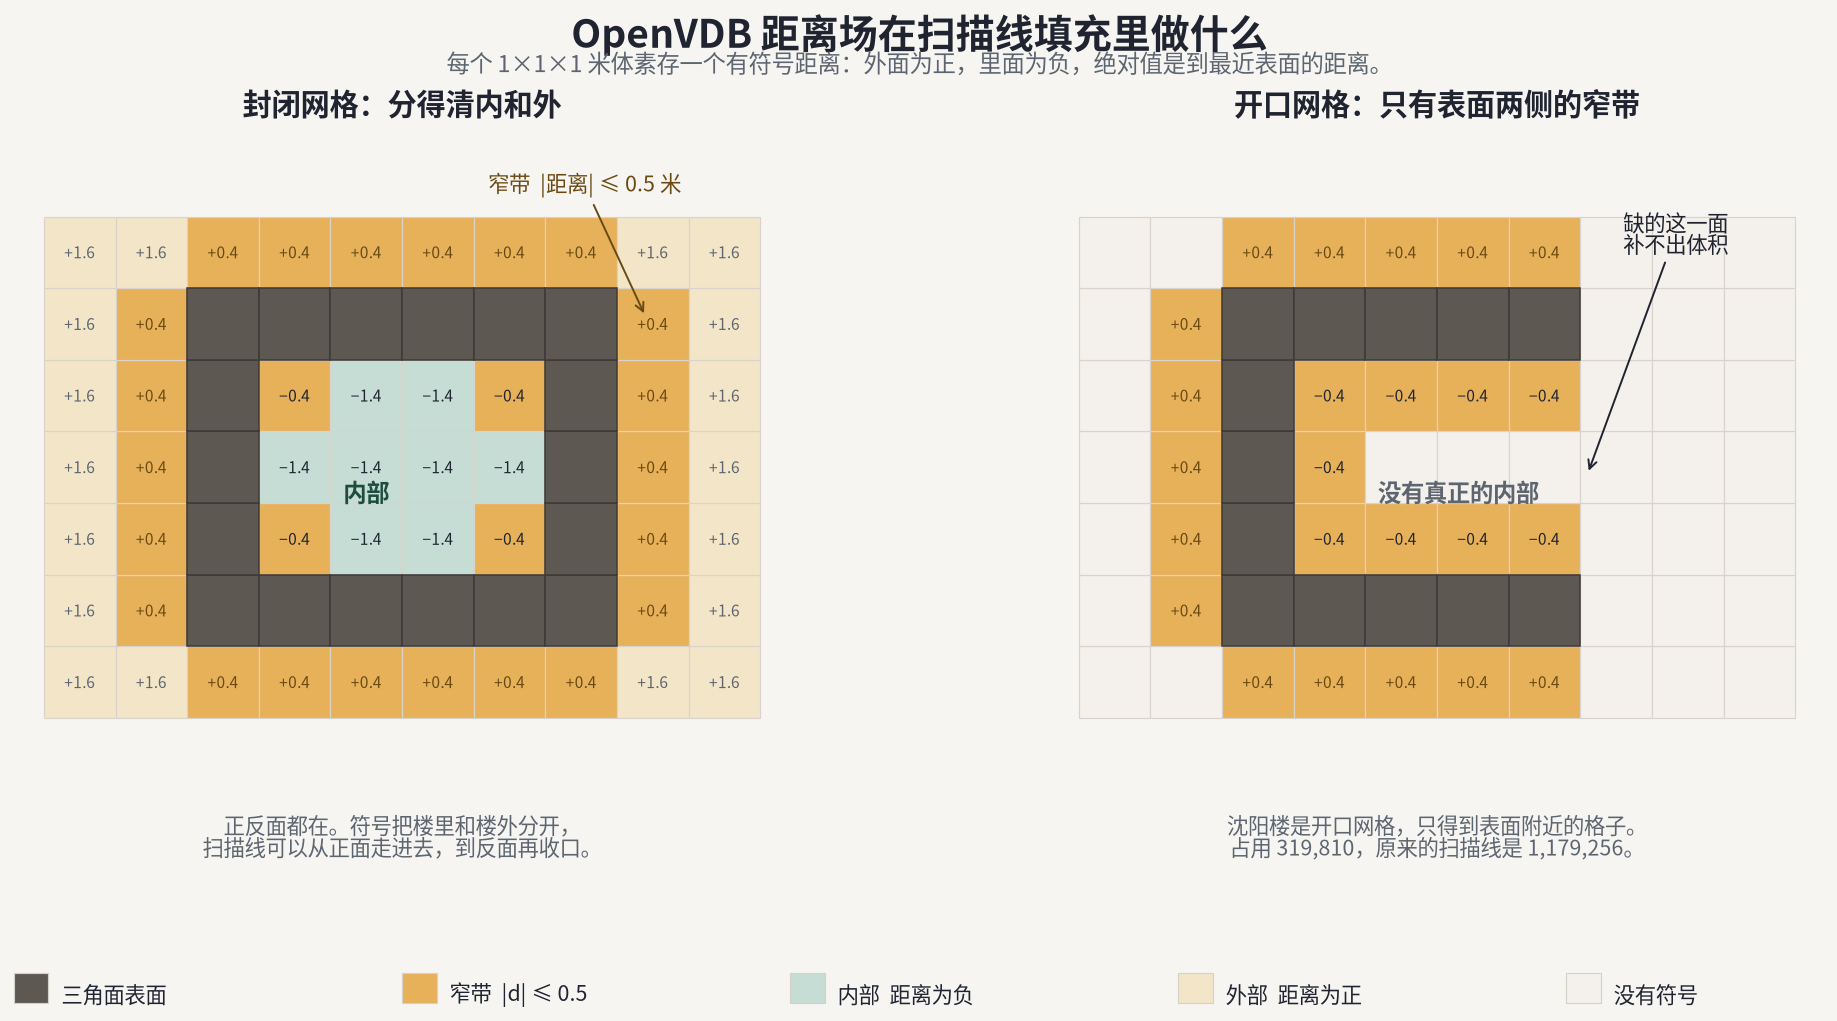 OpenVDB 距离场在扫描线填充里做什么
每个 1×1×1 米体素存一个有符号距离：外面为正，里面为负，绝对值是到最近表面的距离。
封闭网格：分得清内和外
窄带 |距离| ≤ 0.5 米
+1.6 +1.6 +0.4 +0.4 +0.4 +0.4 +0.4 +0.4 +1.6 +1.6
+1.6 +0.4 +0.4 +1.6
+1.6 +0.4 −0.4 −1.4 −1.4 −0.4 +0.4 +1.6
+1.6 +0.4 −1.4 −1.4 −1.4 −1.4 +0.4 +1.6
内部
+1.6 +0.4 −0.4 −1.4 −1.4 −0.4 +0.4 +1.6
+1.6 +0.4 +0.4 +1.6
+1.6 +1.6 +0.4 +0.4 +0.4 +0.4 +0.4 +0.4 +1.6 +1.6
正反面都在。符号把楼里和楼外分开，
扫描线可以从正面走进去，到反面再收口。
开口网格：只有表面两侧的窄带
缺的这一面
补不出体积
+0.4 +0.4 +0.4 +0.4 +0.4
+0.4
+0.4 −0.4 −0.4 −0.4 −0.4
+0.4 −0.4
没有真正的内部
+0.4 −0.4 −0.4 −0.4 −0.4
+0.4
+0.4 +0.4 +0.4 +0.4 +0.4
沈阳楼是开口网格，只得到表面附近的格子。
占用 319,810，原来的扫描线是 1,179,256。
三角面表面
窄带 |d| ≤ 0.5
内部 距离为负
外部 距离为正
没有符号